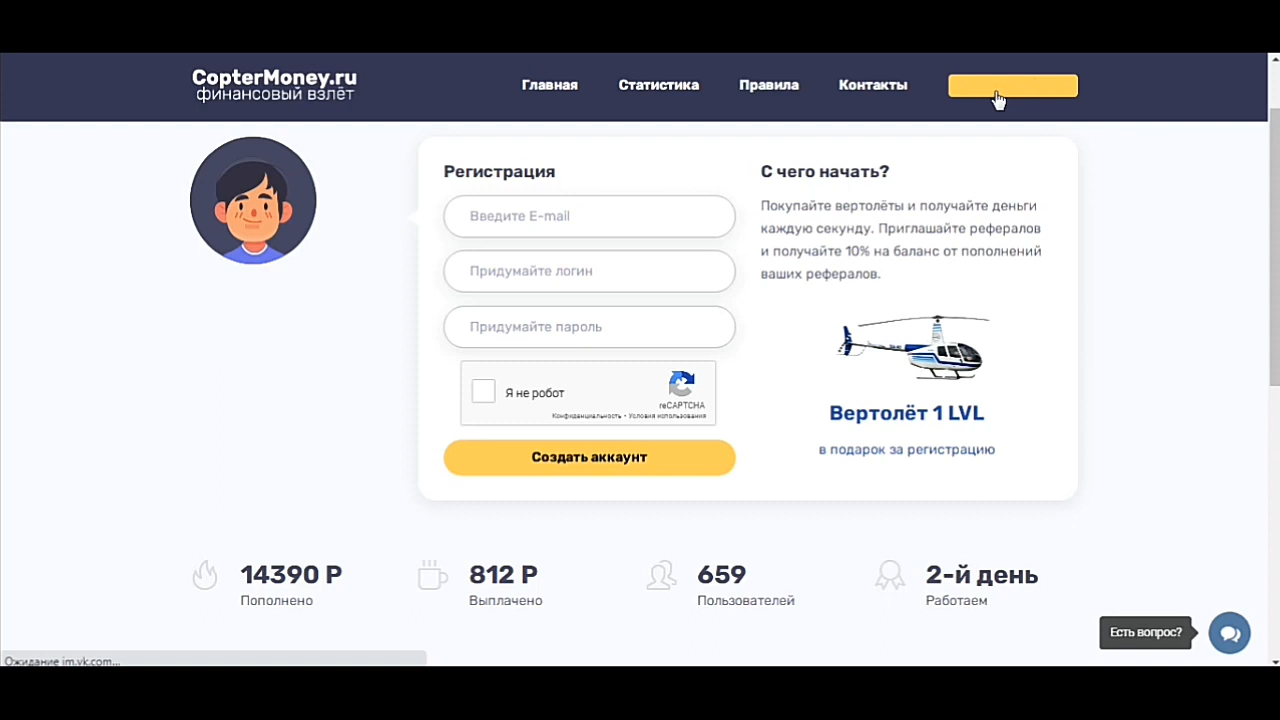 CopterMoney.ru
финансовый взлёт
Главная
Статистика
Правила
Контакты
Регистрация
Введите E-mail
Придумайте логин
Придумайте пароль
Я не робот
reCAPTCHA
Конфиденциальность • Условия использования
Создать аккаунт
С чего начать?
Покупайте вертолёты и получайте деньги
каждую секунду. Приглашайте рефералов
и получайте 10% на баланс от пополнений
ваших рефералов.
Вертолёт 1 LVL
в подарок за регистрацию
14390 Р
Пополнено
812 Р
Выплачено
659
Пользователей
2-й день
Работаем
Есть вопрос?
Ожидание im.vk.com...